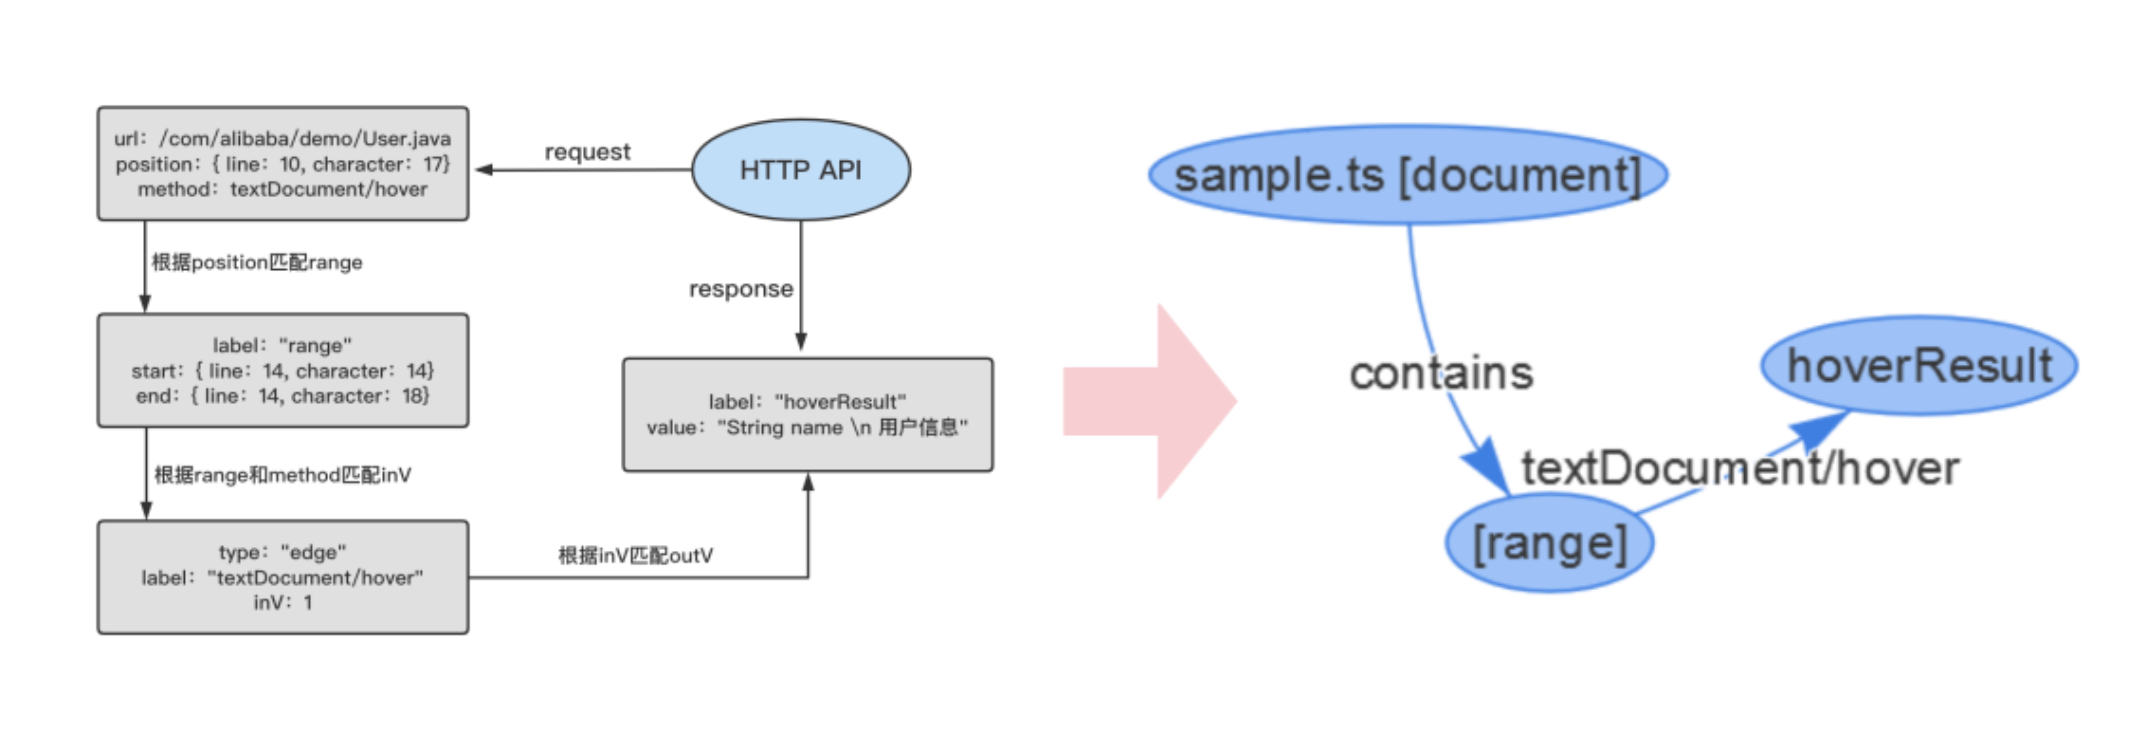 url：/com/alibaba/demo/User.java
position：{ line：10, character：17}
method：textDocument/hover
request
HTTP API
根据position匹配range
response
label："range"
start：{ line：14, character：14}
end：{ line：14, character：18}
label："hoverResult"
value："String name \n 用户信息"
根据range和method匹配inV
type："edge"
label："textDocument/hover"
inV：1
根据inV匹配outV
sample.ts [document]
contains
hoverResult
textDocument/hover
[range]